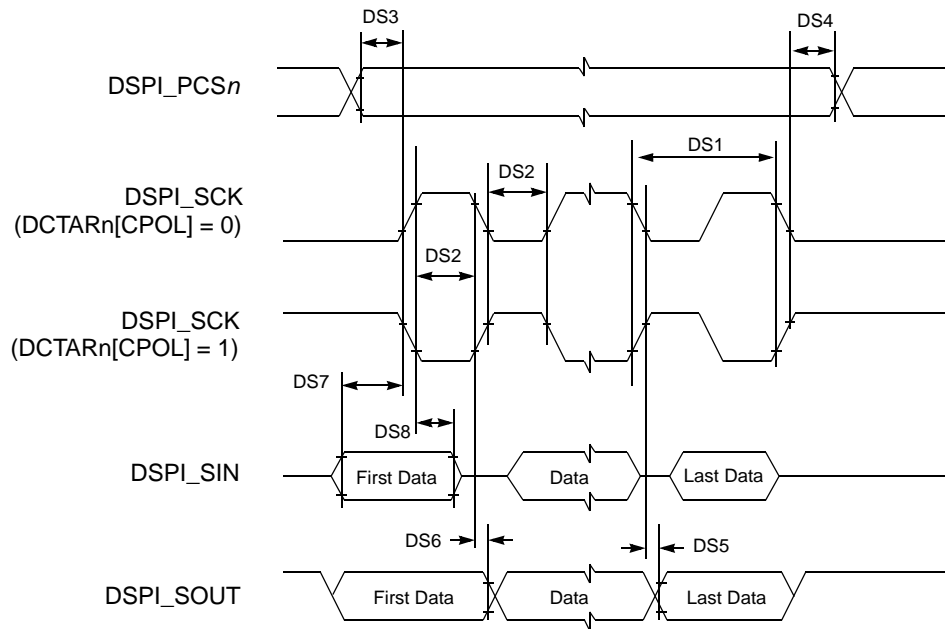 DS3
DS4
DSPI_PCSn
DS1
DS2
DSPI_SCK
(DCTARn[CPOL] = 0)
DS2
DSPI_SCK
(DCTARn[CPOL] = 1)
DS7
DS8
DSPI_SIN
First Data
Data
Last Data
DS6
DS5
DSPI_SOUT
First Data
Data
Last Data